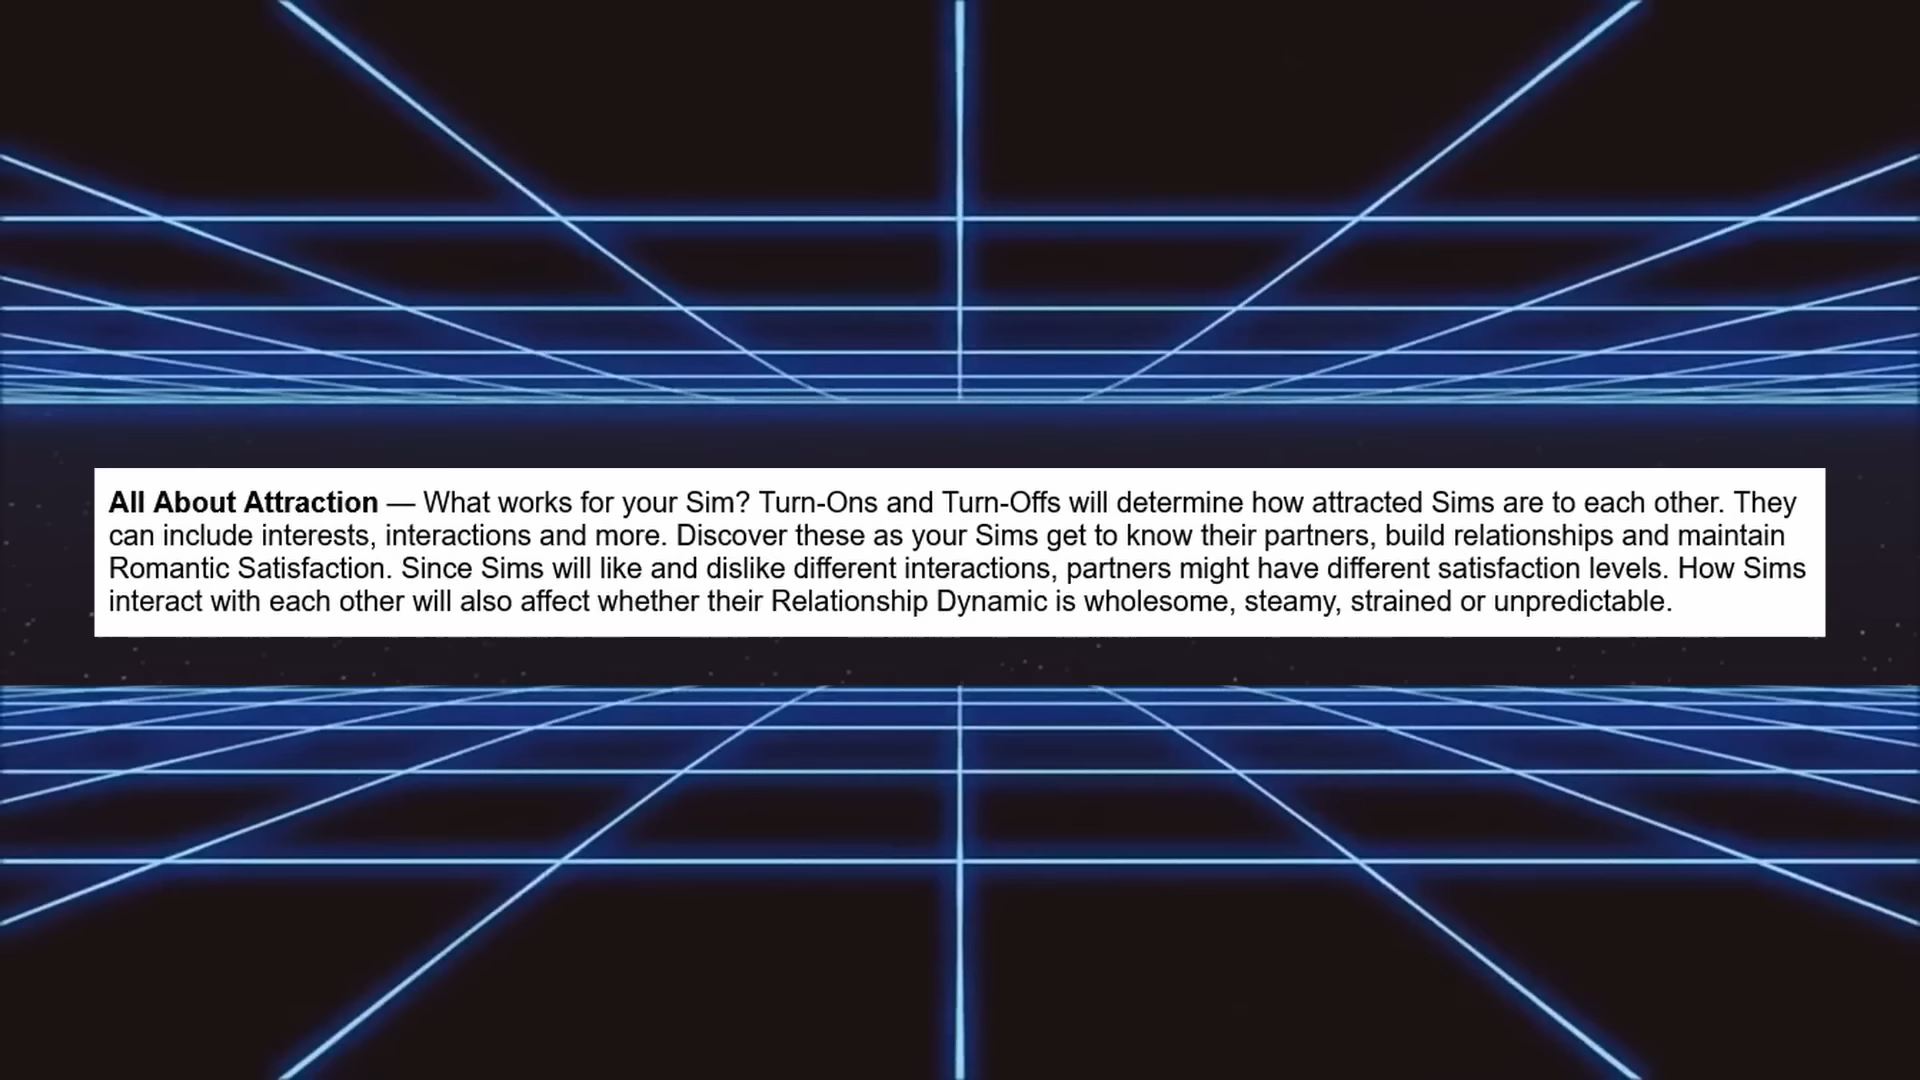 All About Attraction — What works for your Sim? Turn-Ons and Turn-Offs will determine how attracted Sims are to each other. They
can include interests, interactions and more. Discover these as your Sims get to know their partners, build relationships and maintain
Romantic Satisfaction. Since Sims will like and dislike different interactions, partners might have different satisfaction levels. How Sims
interact with each other will also affect whether their Relationship Dynamic is wholesome, steamy, strained or unpredictable.